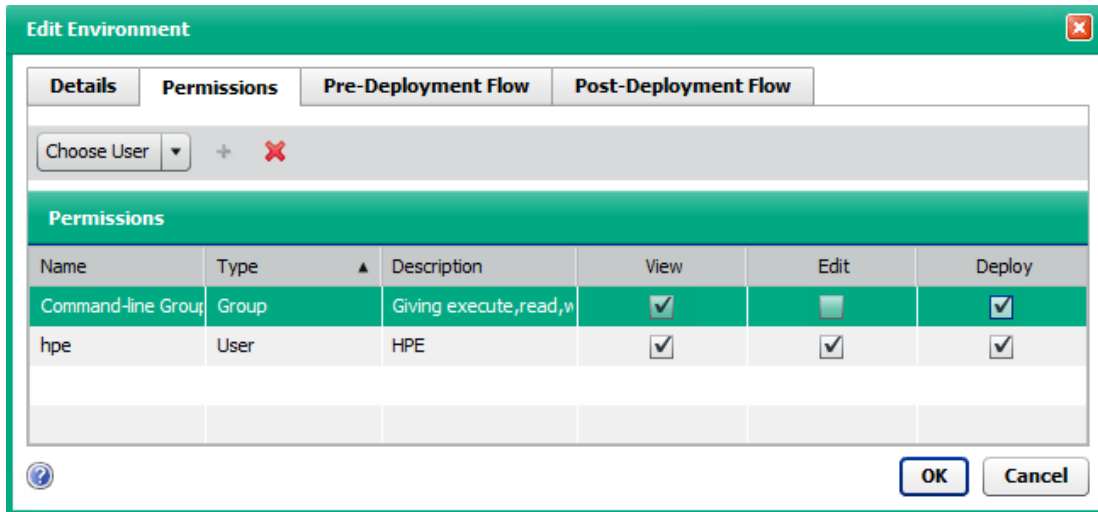 Edit Environment
Details Permissions Pre-Deployment Flow Post-Deployment Flow
Choose User
Permissions
Name Type Description View Edit Deploy
Command-line Group Group Giving execute,read,w
hpe User HPE
OK Cancel